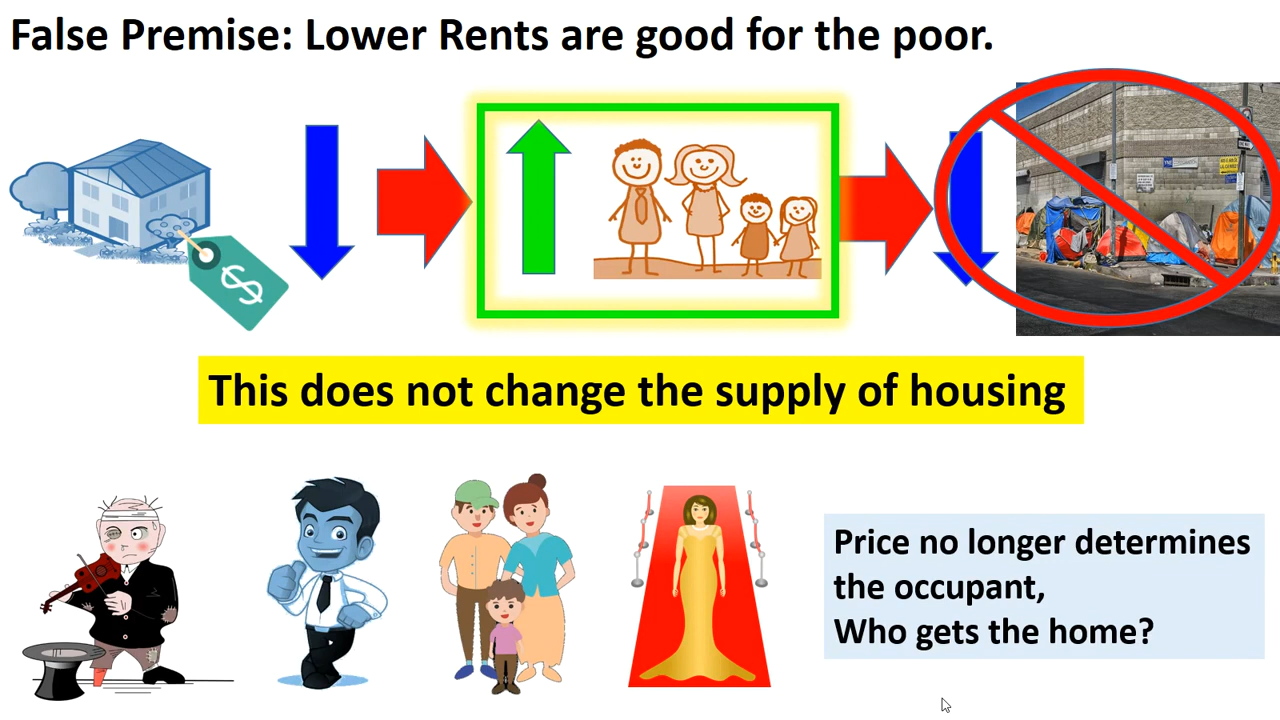 False Premise: Lower Rents are good for the poor.
$
This does not change the supply of housing
Price no longer determines
the occupant,
Who gets the home?